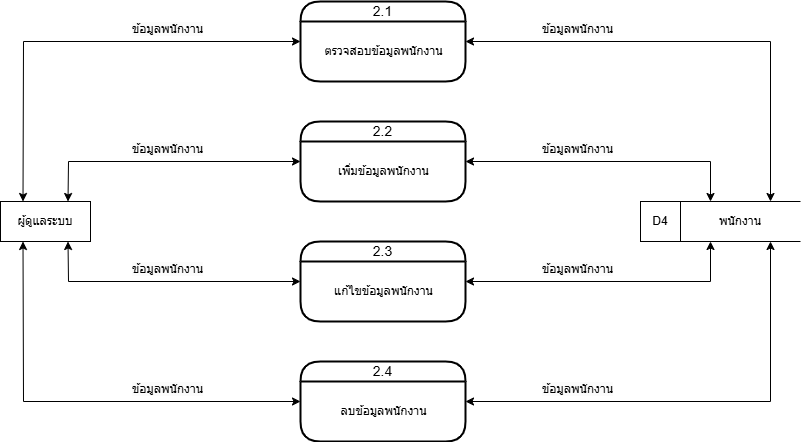 2.1
ข้อมูลพนักงาน
ข้อมูลพนักงาน
ตรวจสอบข้อมูลพนักงาน
2.2
ข้อมูลพนักงาน
ข้อมูลพนักงาน
เพิ่มข้อมูลพนักงาน
ผู้ดูแลระบบ
D4
พนักงาน
2.3
ข้อมูลพนักงาน
ข้อมูลพนักงาน
แก้ไขข้อมูลพนักงาน
2.4
ข้อมูลพนักงาน
ข้อมูลพนักงาน
ลบข้อมูลพนักงาน